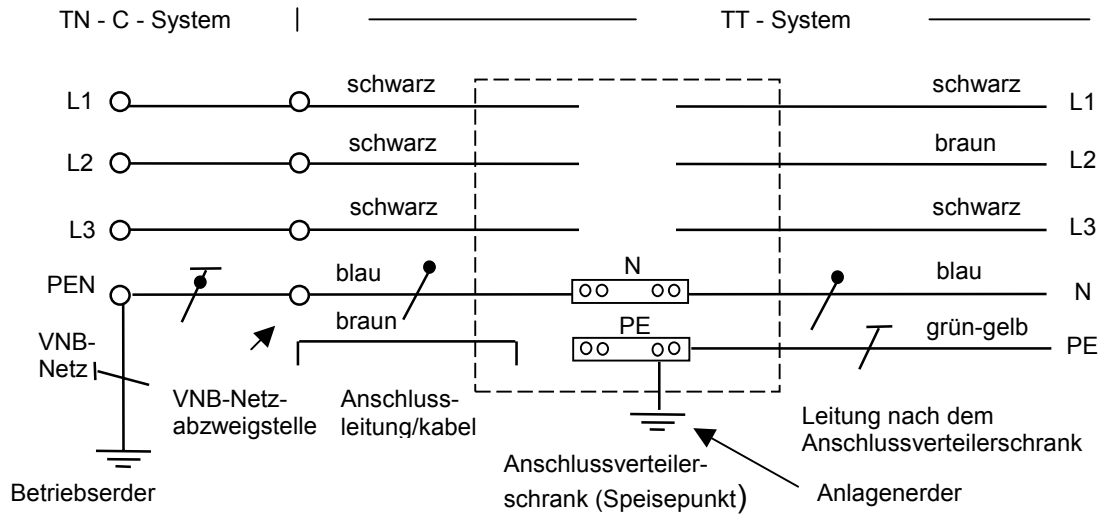 TN - C - System | TT - System
schwarz schwarz
L1 L1
schwarz braun
L2 L2
schwarz schwarz
L3 L3
PEN blau N blau N
braun PE grün-gelb PE
VNB-
Netz
VNB-Netz-
abzweigstelle
Anschluss-
leitung/kabel
Leitung nach dem
Anschlussverteilerschrank
Betriebserder
Anschlussverteiler-
schrank (Speisepunkt)
Anlagenerder